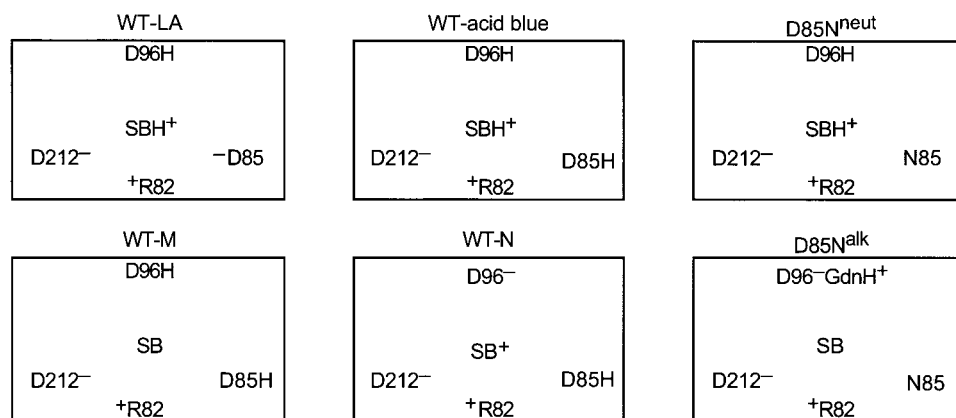 WT-LA WT-acid blue D85Nneut
D96H D96H D96H
SBH+ SBH+ SBH+
D212− −D85 D212− D85H D212− N85
+R82 +R82 +R82
WT-M WT-N D85Nalk
D96H D96− D96−GdnH+
SB SB+ SB
D212− D85H D212− D85H D212− N85
+R82 +R82 +R82